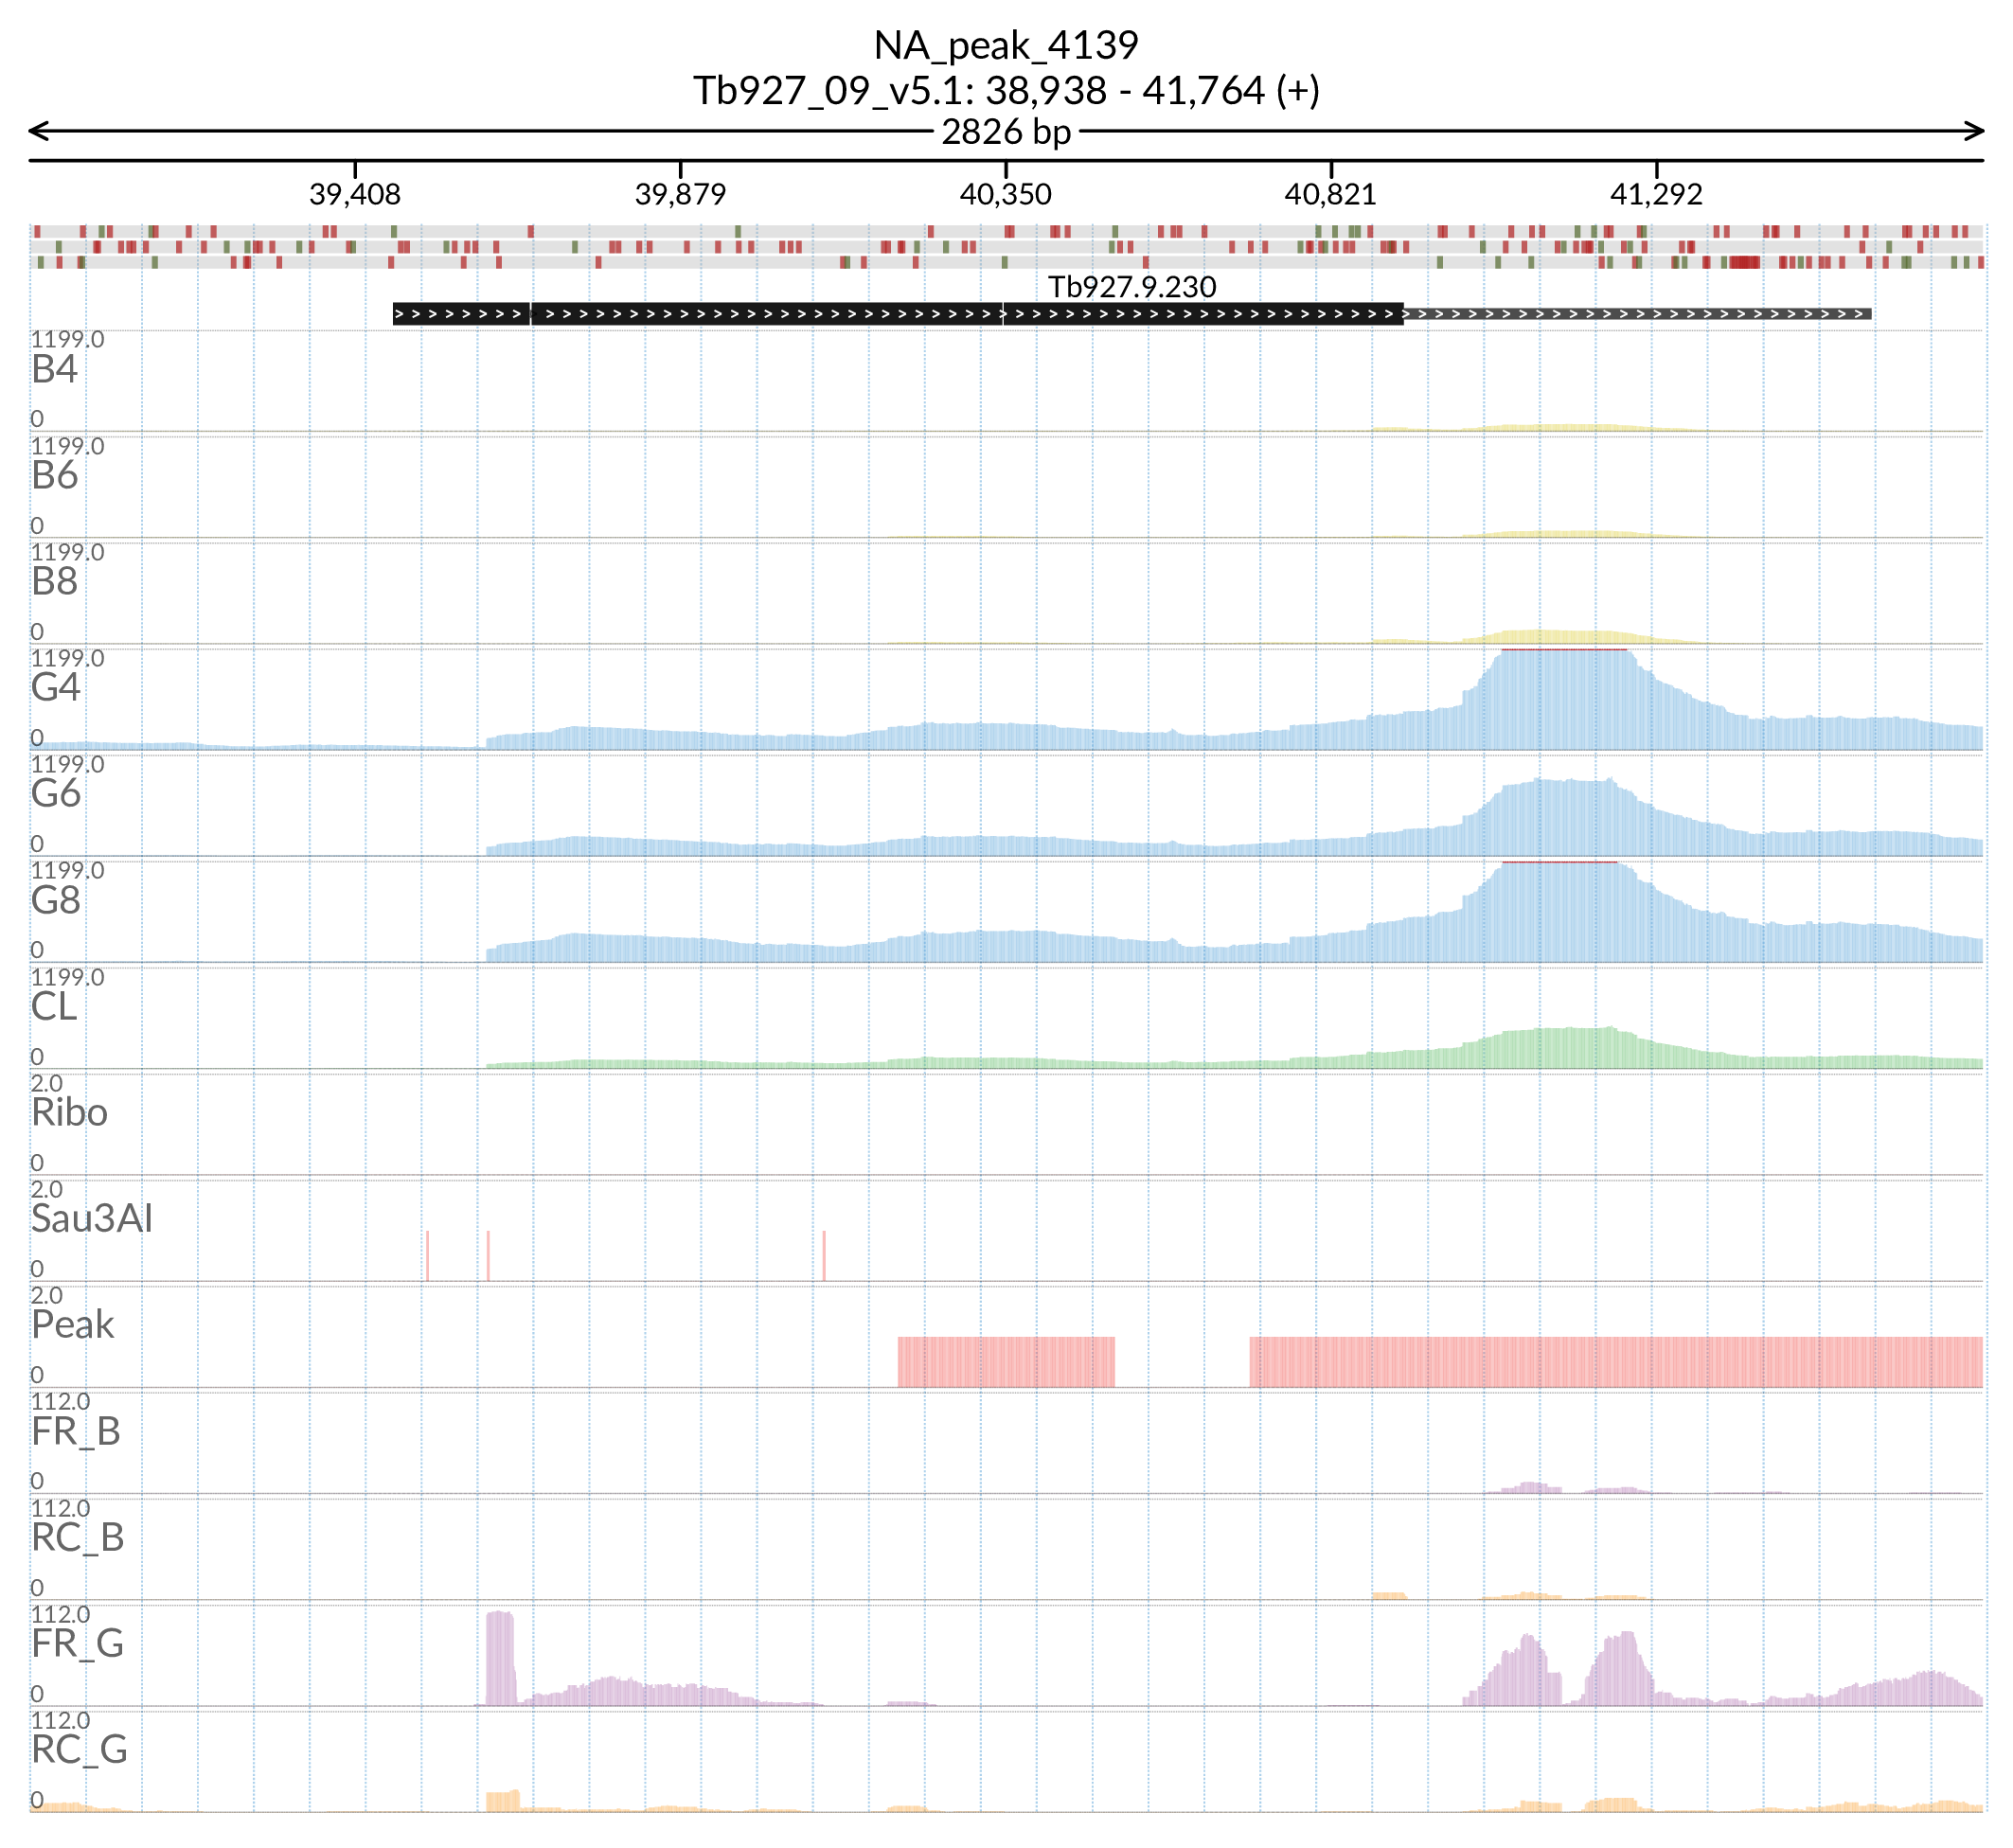 NA_peak_4139
Tb927_09_v5.1: 38,938 - 41,764 (+)
2826 bp
39,408 39,879 40,350 40,821 41,292
Tb927.9.230
1199.0
B4
0
1199.0
B6
0
1199.0
B8
0
1199.0
G4
0
1199.0
G6
0
1199.0
G8
0
1199.0
CL
0
2.0
Ribo
0
2.0
Sau3AI
0
2.0
Peak
0
112.0
FR_B
0
112.0
RC_B
0
112.0
FR_G
0
112.0
RC_G
0